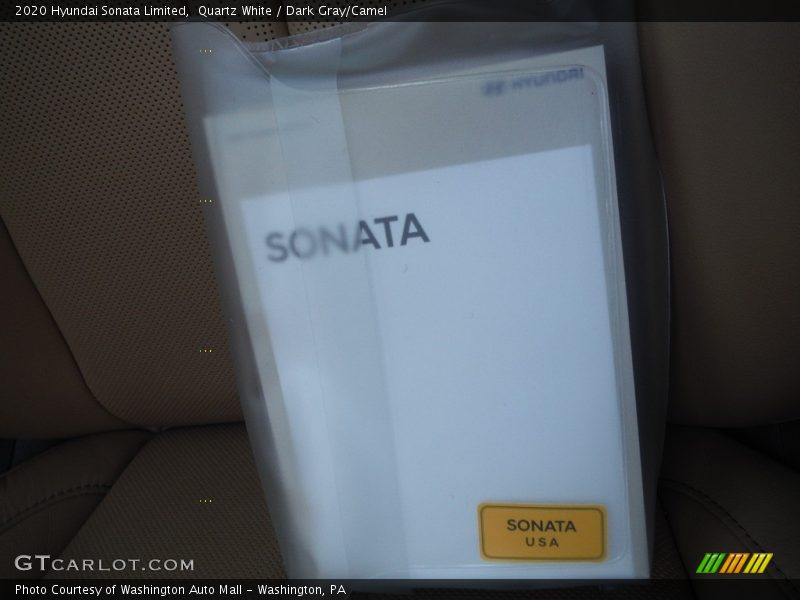 2020 Hyundai Sonata Limited, Quartz White / Dark Gray/Camel
HYUNDAI
SONATA
SONATA
USA
GTCARLOT.COM
Photo Courtesy of Washington Auto Mall - Washington, PA